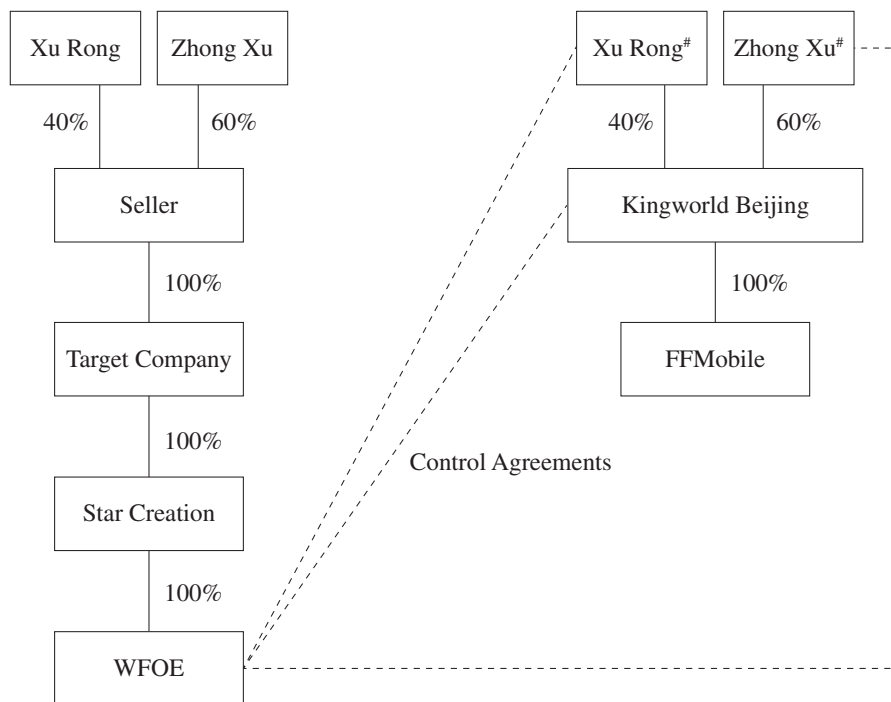 Xu Rong
Zhong Xu
Xu Rong#
Zhong Xu#
40%
60%
40%
60%
Seller
Kingworld Beijing
100%
100%
Target Company
FFMobile
100%
Control Agreements
Star Creation
100%
WFOE